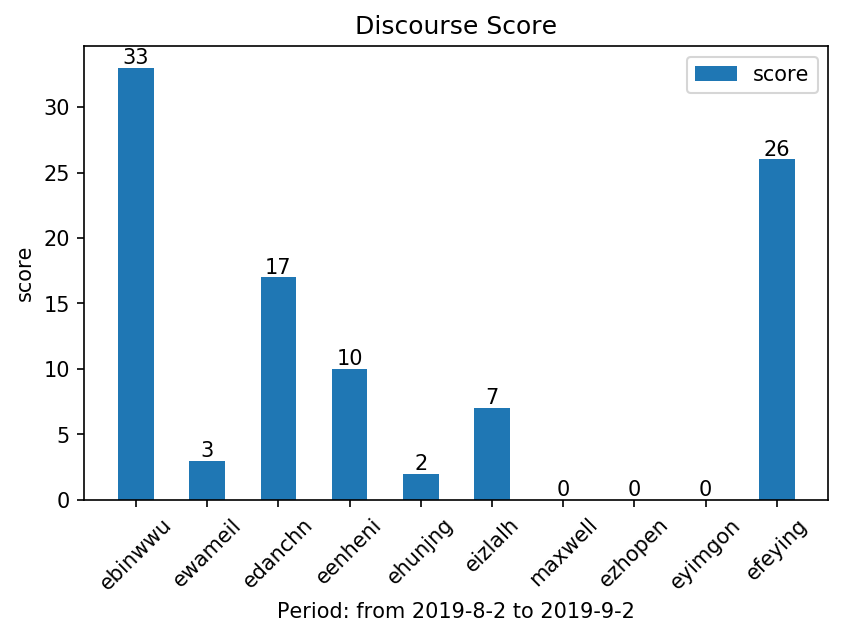 Discourse Score
score
33
3
17
10
2
7
0
0
0
26
30
25
20
15
10
5
0
score
ebinwwu
ewameil
edanchn
eenheni
ehunjng
eizlalh
maxwell
ezhopen
eyimgon
efeying
Period: from 2019-8-2 to 2019-9-2